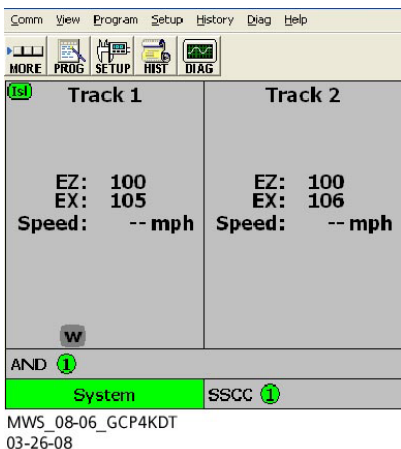 Comm View Program Setup History Diag Help
MORE PROG SETUP HIST DIAG
Isl Track 1 Track 2
EZ: 100 EZ: 100
EX: 105 EX: 106
Speed: -- mph Speed: -- mph
W
AND 1
System SSCC 1
MWS_08-06_GCP4KDT
03-26-08